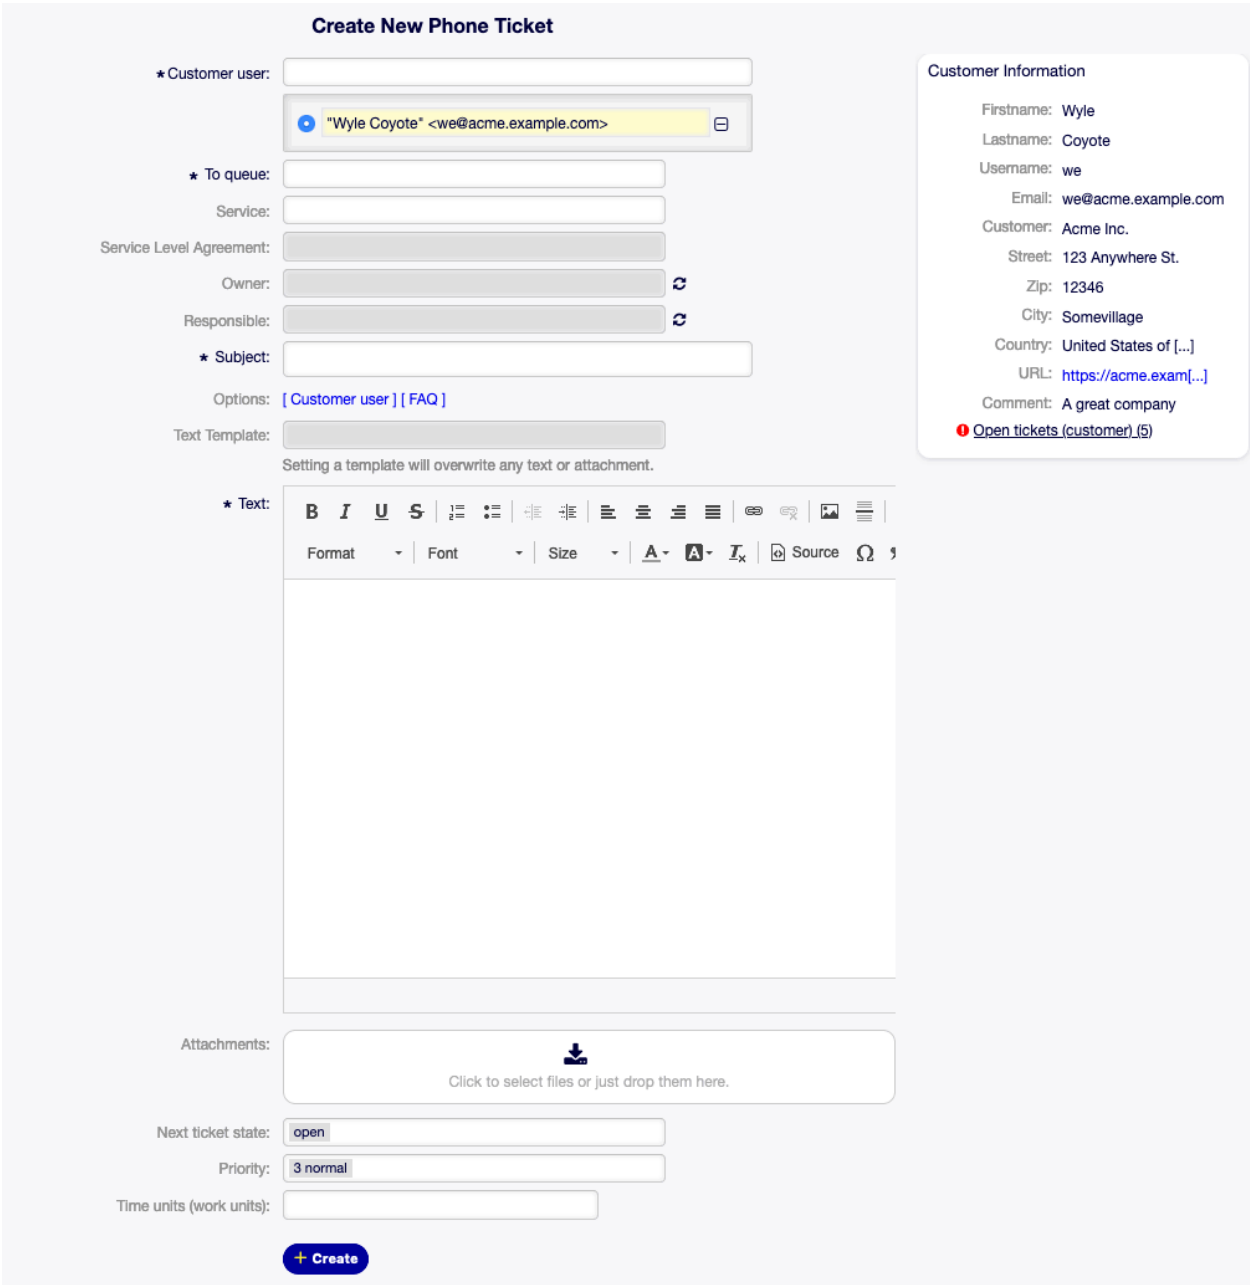 Create New Phone Ticket
* Customer user:
"Wyle Coyote" <we@acme.example.com>
* To queue:
Service:
Service Level Agreement:
Owner:
Responsible:
* Subject:
Options: [ Customer user ] [ FAQ ]
Text Template:
Setting a template will overwrite any text or attachment.
* Text:
B I U S
Format Font Size A A Tx Source Ω
Attachments:
Click to select files or just drop them here.
Next ticket state: open
Priority: 3 normal
Time units (work units):
+ Create
Customer Information
Firstname: Wyle
Lastname: Coyote
Username: we
Email: we@acme.example.com
Customer: Acme Inc.
Street: 123 Anywhere St.
Zip: 12346
City: Somevillage
Country: United States of [...]
URL: https://acme.exam[...]
Comment: A great company
Open tickets (customer) (5)